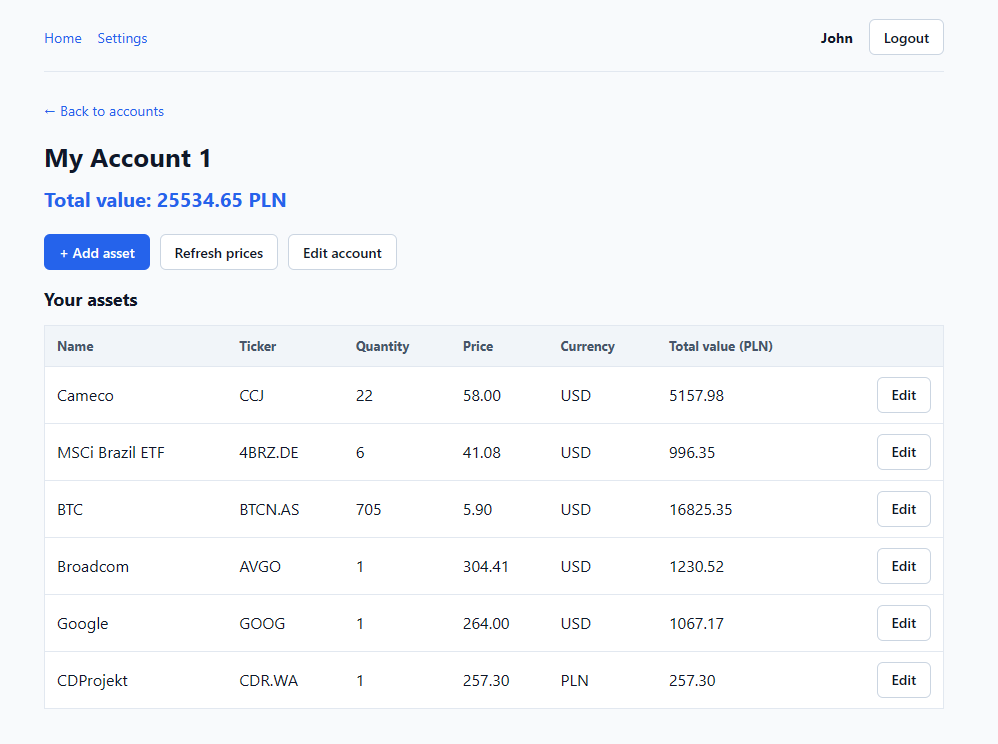 Home Settings John Logout
← Back to accounts
My Account 1
Total value: 25534.65 PLN
+ Add asset Refresh prices Edit account
Your assets
Name Ticker Quantity Price Currency Total value (PLN)
Cameco CCJ 22 58.00 USD 5157.98 Edit
MSCi Brazil ETF 4BRZ.DE 6 41.08 USD 996.35 Edit
BTC BTCN.AS 705 5.90 USD 16825.35 Edit
Broadcom AVGO 1 304.41 USD 1230.52 Edit
Google GOOG 1 264.00 USD 1067.17 Edit
CDProjekt CDR.WA 1 257.30 PLN 257.30 Edit